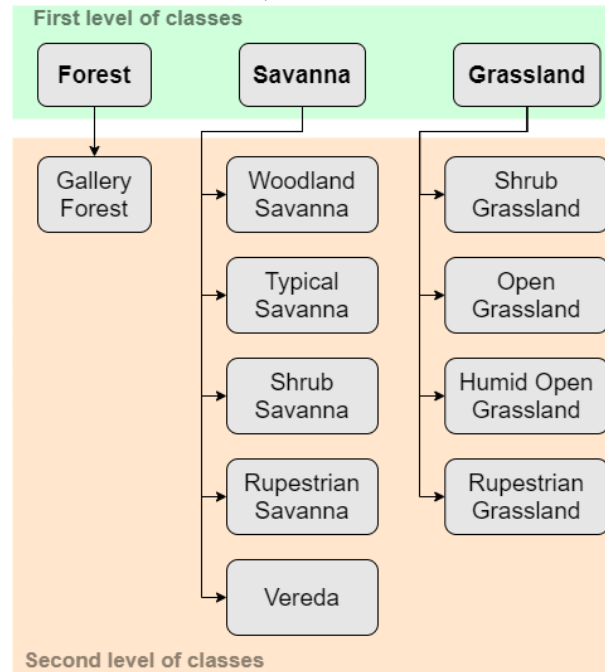 First level of classes
Forest
Savanna
Grassland
Gallery
Forest
Woodland
Savanna
Typical
Savanna
Shrub
Savanna
Rupestrian
Savanna
Vereda
Shrub
Grassland
Open
Grassland
Humid Open
Grassland
Rupestrian
Grassland
Second level of classes